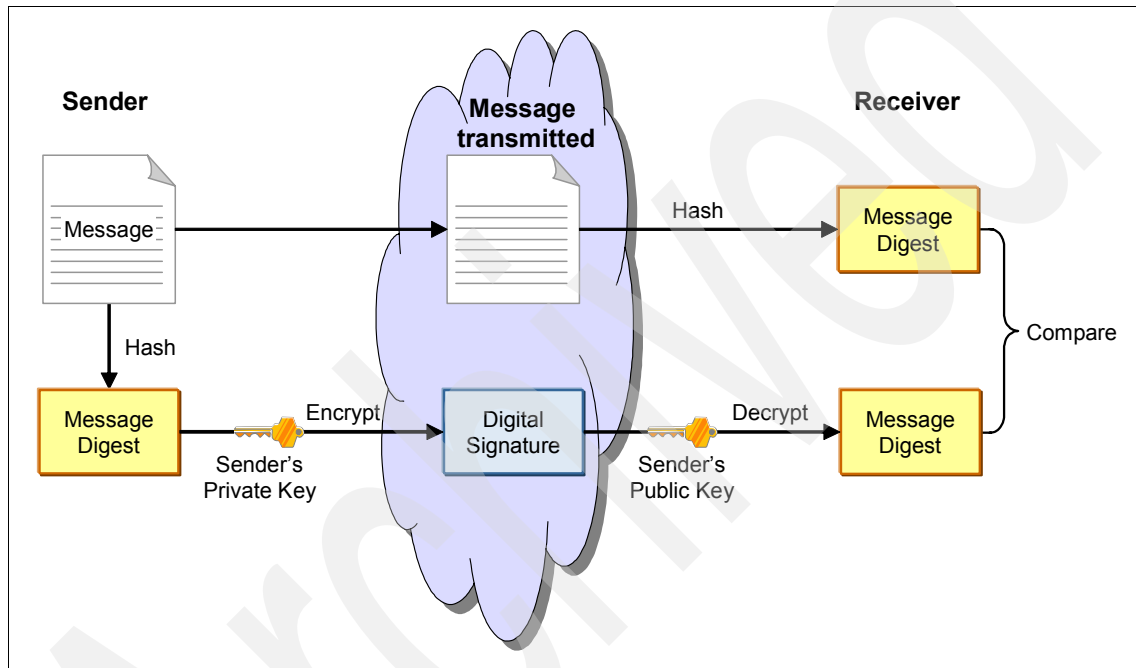 Sender
Message
transmitted
Receiver
Message
Hash
Message
Digest
Hash
Compare
Message
Digest
Encrypt
Sender's
Private Key
Digital
Signature
Decrypt
Sender's
Public Key
Message
Digest
Archived